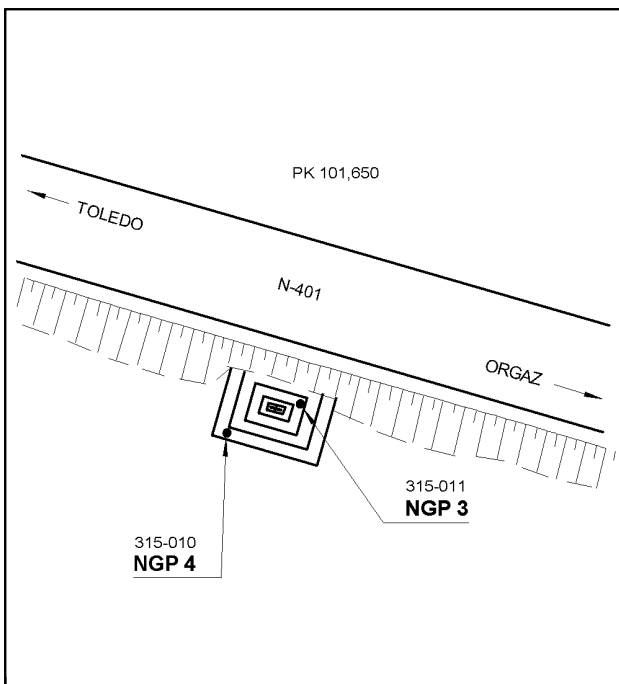 PK 101,650
TOLEDO
N-401
ORGAZ
315-011
NGP 3
315-010
NGP 4